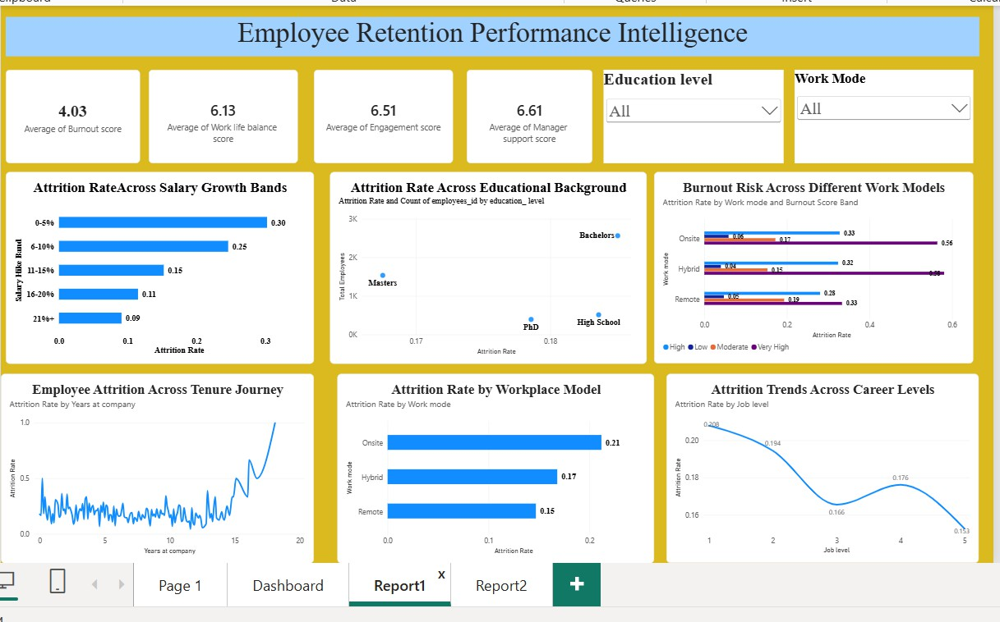 Data
Queries
Insert
Employee Retention Performance Intelligence
4.03
Average of Burnout score
6.13
Average of Work life balance
score
6.51
Average of Engagement score
6.61
Average of Manager
support score
Education level
All
Work Mode
All
Attrition RateAcross Salary Growth Bands
Salary Hike Band
0-5%
0.30
6-10%
0.25
11-15%
0.15
16-20%
0.11
21%+
0.09
0.0 0.1 0.2 0.3
Attrition Rate
Attrition Rate Across Educational Background
Attrition Rate and Count of employees_id by education_ level
Total Employees
3K
2K
1K
0K
Bachelors
Masters
PhD
High School
0.17 0.18
Attrition Rate
Burnout Risk Across Different Work Models
Attrition Rate by Work mode and Burnout Score Band
Work mode
Onsite
0.33
0.06
0.17
0.56
Hybrid
0.32
0.04
0.15
0.58
Remote
0.28
0.05
0.19
0.33
0.0 0.2 0.4 0.6
Attrition Rate
High Low Moderate Very High
Employee Attrition Across Tenure Journey
Attrition Rate by Years at company
Attrition Rate
1.0
0.5
0.0
0 5 10 15 20
Years at company
Attrition Rate by Workplace Model
Attrition Rate by Work mode
Work mode
Onsite
0.21
Hybrid
0.17
Remote
0.15
0.0 0.1 0.2
Attrition Rate
Attrition Trends Across Career Levels
Attrition Rate by Job level
Attrition Rate
0.20
0.18
0.16
0.208
0.194
0.166
0.176
0.153
1 2 3 4 5
Job level
Page 1
Dashboard
Report1
x
Report2
+